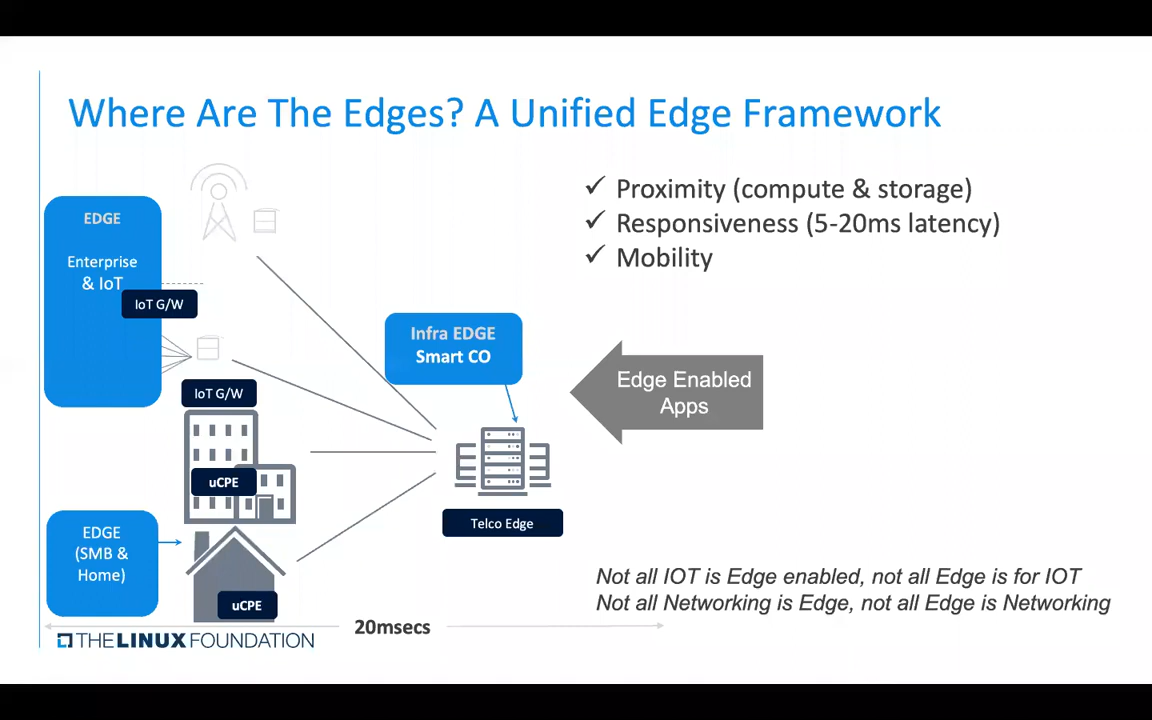 Where Are The Edges? A Unified Edge Framework
✓ Proximity (compute & storage)
✓ Responsiveness (5-20ms latency)
✓ Mobility
EDGE
Enterprise
& IoT
IoT G/W
Infra EDGE
Smart CO
Edge Enabled
Apps
IoT G/W
uCPE
Telco Edge
EDGE
(SMB &
Home)
uCPE
Not all IOT is Edge enabled, not all Edge is for IOT
Not all Networking is Edge, not all Edge is Networking
20msecs
THE LINUX FOUNDATION